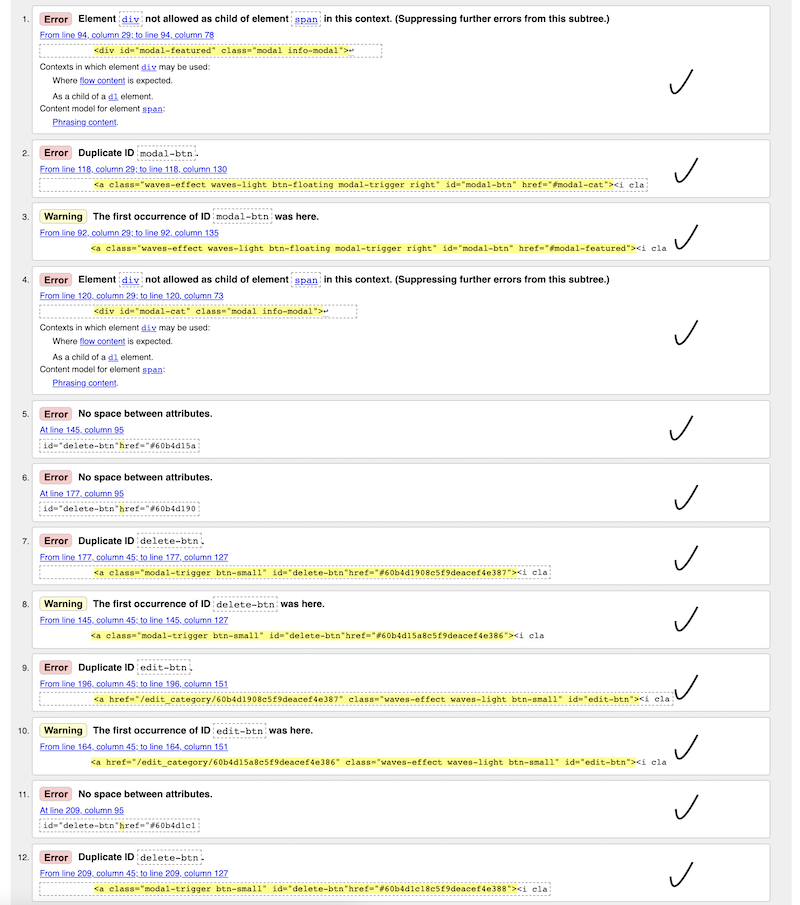 1. Error Element div not allowed as child of element span in this context. (Suppressing further errors from this subtree.)
From line 94, column 29; to line 94, column 78
<div id="modal-featured" class="modal info-modal">↩
Contexts in which element div may be used:
Where flow content is expected.
As a child of a dl element.
Content model for element span:
Phrasing content.
2. Error Duplicate ID modal-btn.
From line 118, column 29; to line 118, column 130
<a class="waves-effect waves-light btn-floating modal-trigger right" id="modal-btn" href="#modal-cat"><i cla
3. Warning The first occurrence of ID modal-btn was here.
From line 92, column 29; to line 92, column 135
<a class="waves-effect waves-light btn-floating modal-trigger right" id="modal-btn" href="#modal-featured"><i cla
4. Error Element div not allowed as child of element span in this context. (Suppressing further errors from this subtree.)
From line 120, column 29; to line 120, column 73
<div id="modal-cat" class="modal info-modal">↩
Contexts in which element div may be used:
Where flow content is expected.
As a child of a dl element.
Content model for element span:
Phrasing content.
5. Error No space between attributes.
At line 145, column 95
id="delete-btn"href="#60b4d15a
6. Error No space between attributes.
At line 177, column 95
id="delete-btn"href="#60b4d190
7. Error Duplicate ID delete-btn.
From line 177, column 45; to line 177, column 127
<a class="modal-trigger btn-small" id="delete-btn"href="#60b4d1908c5f9deacef4e387"><i cla
8. Warning The first occurrence of ID delete-btn was here.
From line 145, column 45; to line 145, column 127
<a class="modal-trigger btn-small" id="delete-btn"href="#60b4d15a8c5f9deacef4e386"><i cla
9. Error Duplicate ID edit-btn.
From line 196, column 45; to line 196, column 151
<a href="/edit_category/60b4d1908c5f9deacef4e387" class="waves-effect waves-light btn-small" id="edit-btn"><i cla
10. Warning The first occurrence of ID edit-btn was here.
From line 164, column 45; to line 164, column 151
<a href="/edit_category/60b4d15a8c5f9deacef4e386" class="waves-effect waves-light btn-small" id="edit-btn"><i cla
11. Error No space between attributes.
At line 209, column 95
id="delete-btn"href="#60b4d1c1
12. Error Duplicate ID delete-btn.
From line 209, column 45; to line 209, column 127
<a class="modal-trigger btn-small" id="delete-btn"href="#60b4d1c18c5f9deacef4e388"><i cla